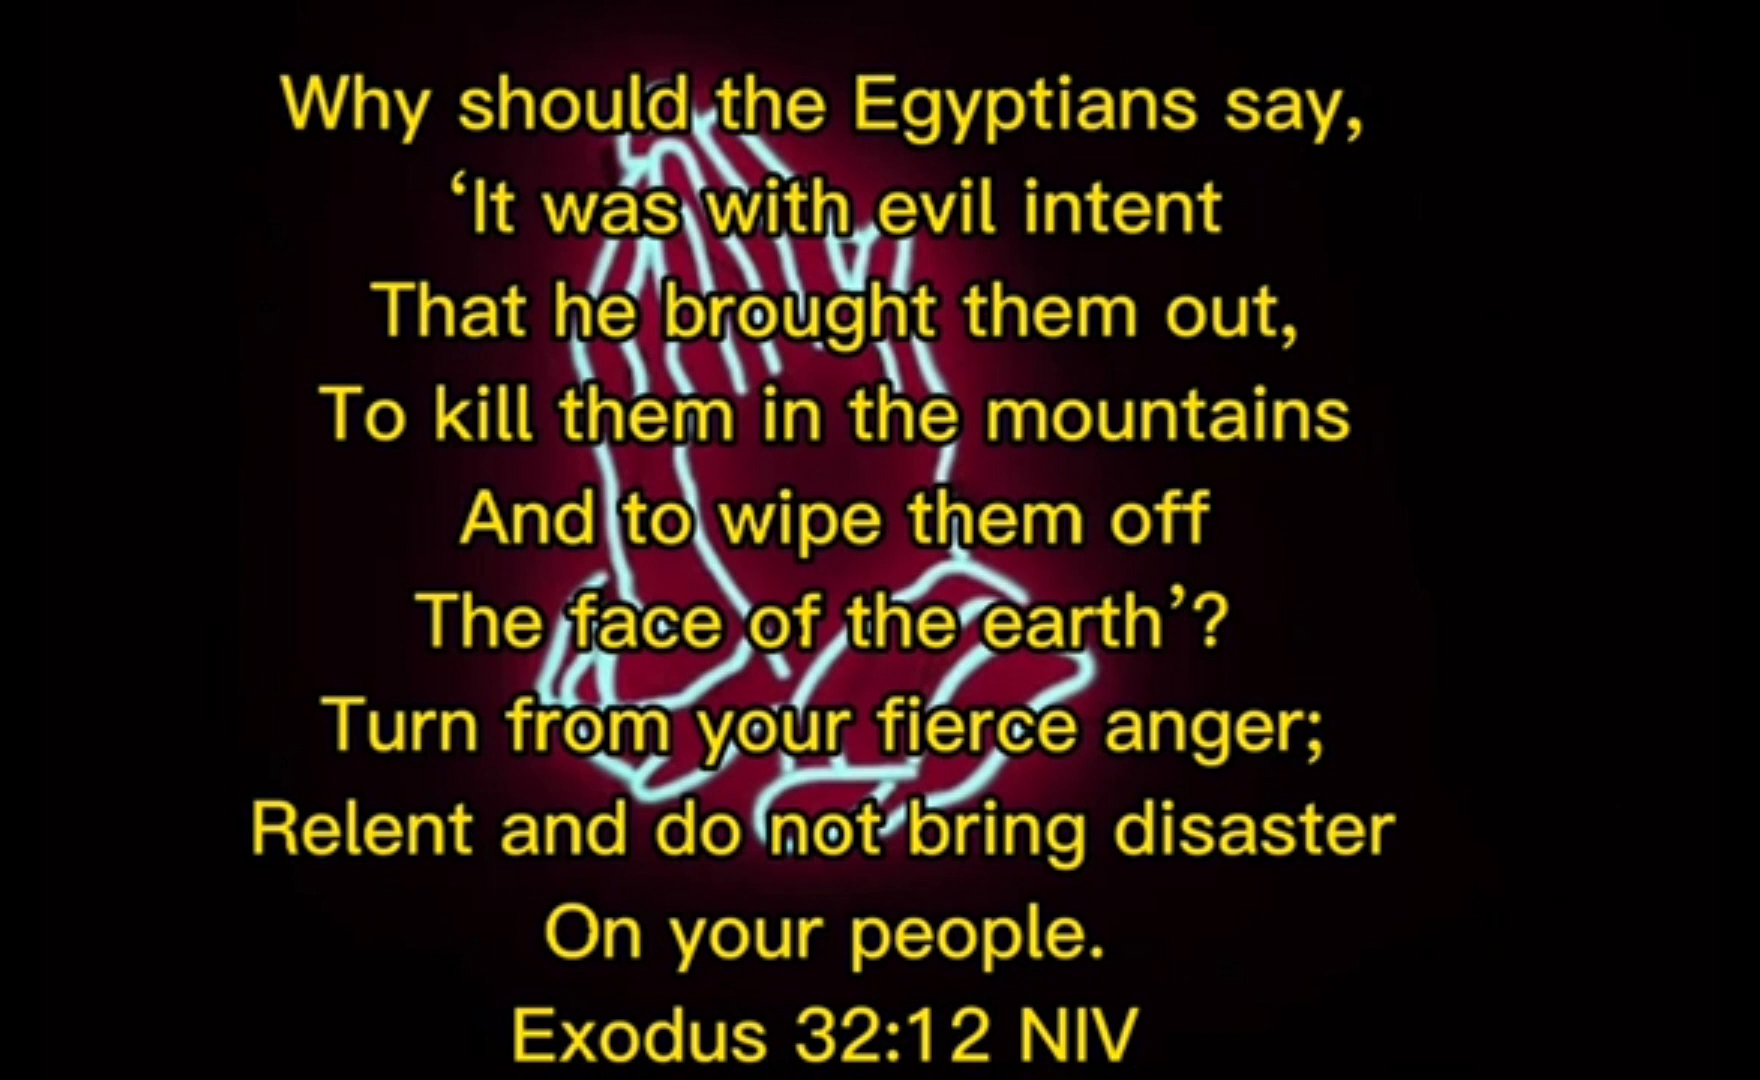 Why should the Egyptians say,
‘It was with evil intent
That he brought them out,
To kill them in the mountains
And to wipe them off
The face of the earth’?
Turn from your fierce anger;
Relent and do not bring disaster
On your people.
Exodus 32:12 NIV